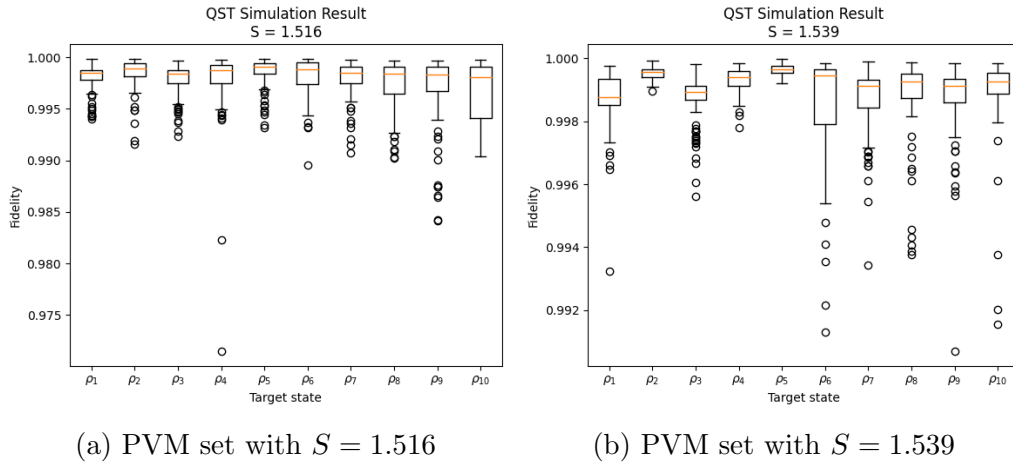 QST Simulation Result
S = 1.516
1.000
0.995
0.990
0.985
0.980
0.975
Fidelity
ρ1 ρ2 ρ3 ρ4 ρ5 ρ6 ρ7 ρ8 ρ9 ρ10
Target state
(a) PVM set with S = 1.516
QST Simulation Result
S = 1.539
1.000
0.998
0.996
0.994
0.992
Fidelity
ρ1 ρ2 ρ3 ρ4 ρ5 ρ6 ρ7 ρ8 ρ9 ρ10
Target state
(b) PVM set with S = 1.539